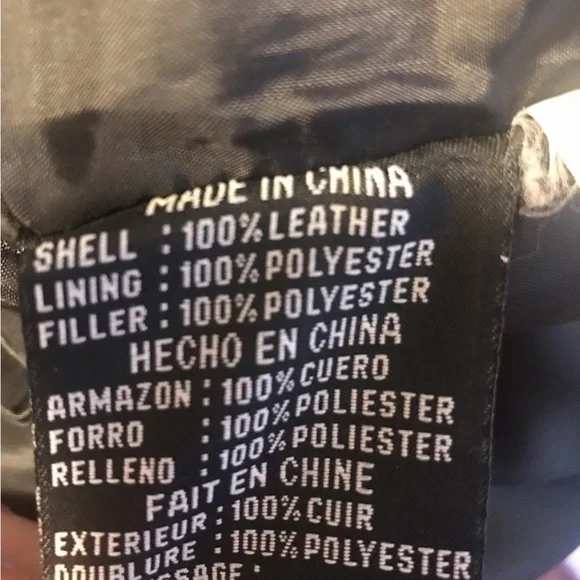 MADE IN CHINA
SHELL : 100% LEATHER
LINING : 100% POLYESTER
FILLER : 100% POLYESTER
HECHO EN CHINA
ARMAZON : 100% CUERO
FORRO : 100% POLIESTER
RELLENO : 100% POLIESTER
FAIT EN CHINE
EXTERIEUR : 100% CUIR
DOUBLURE : 100% POLYESTER